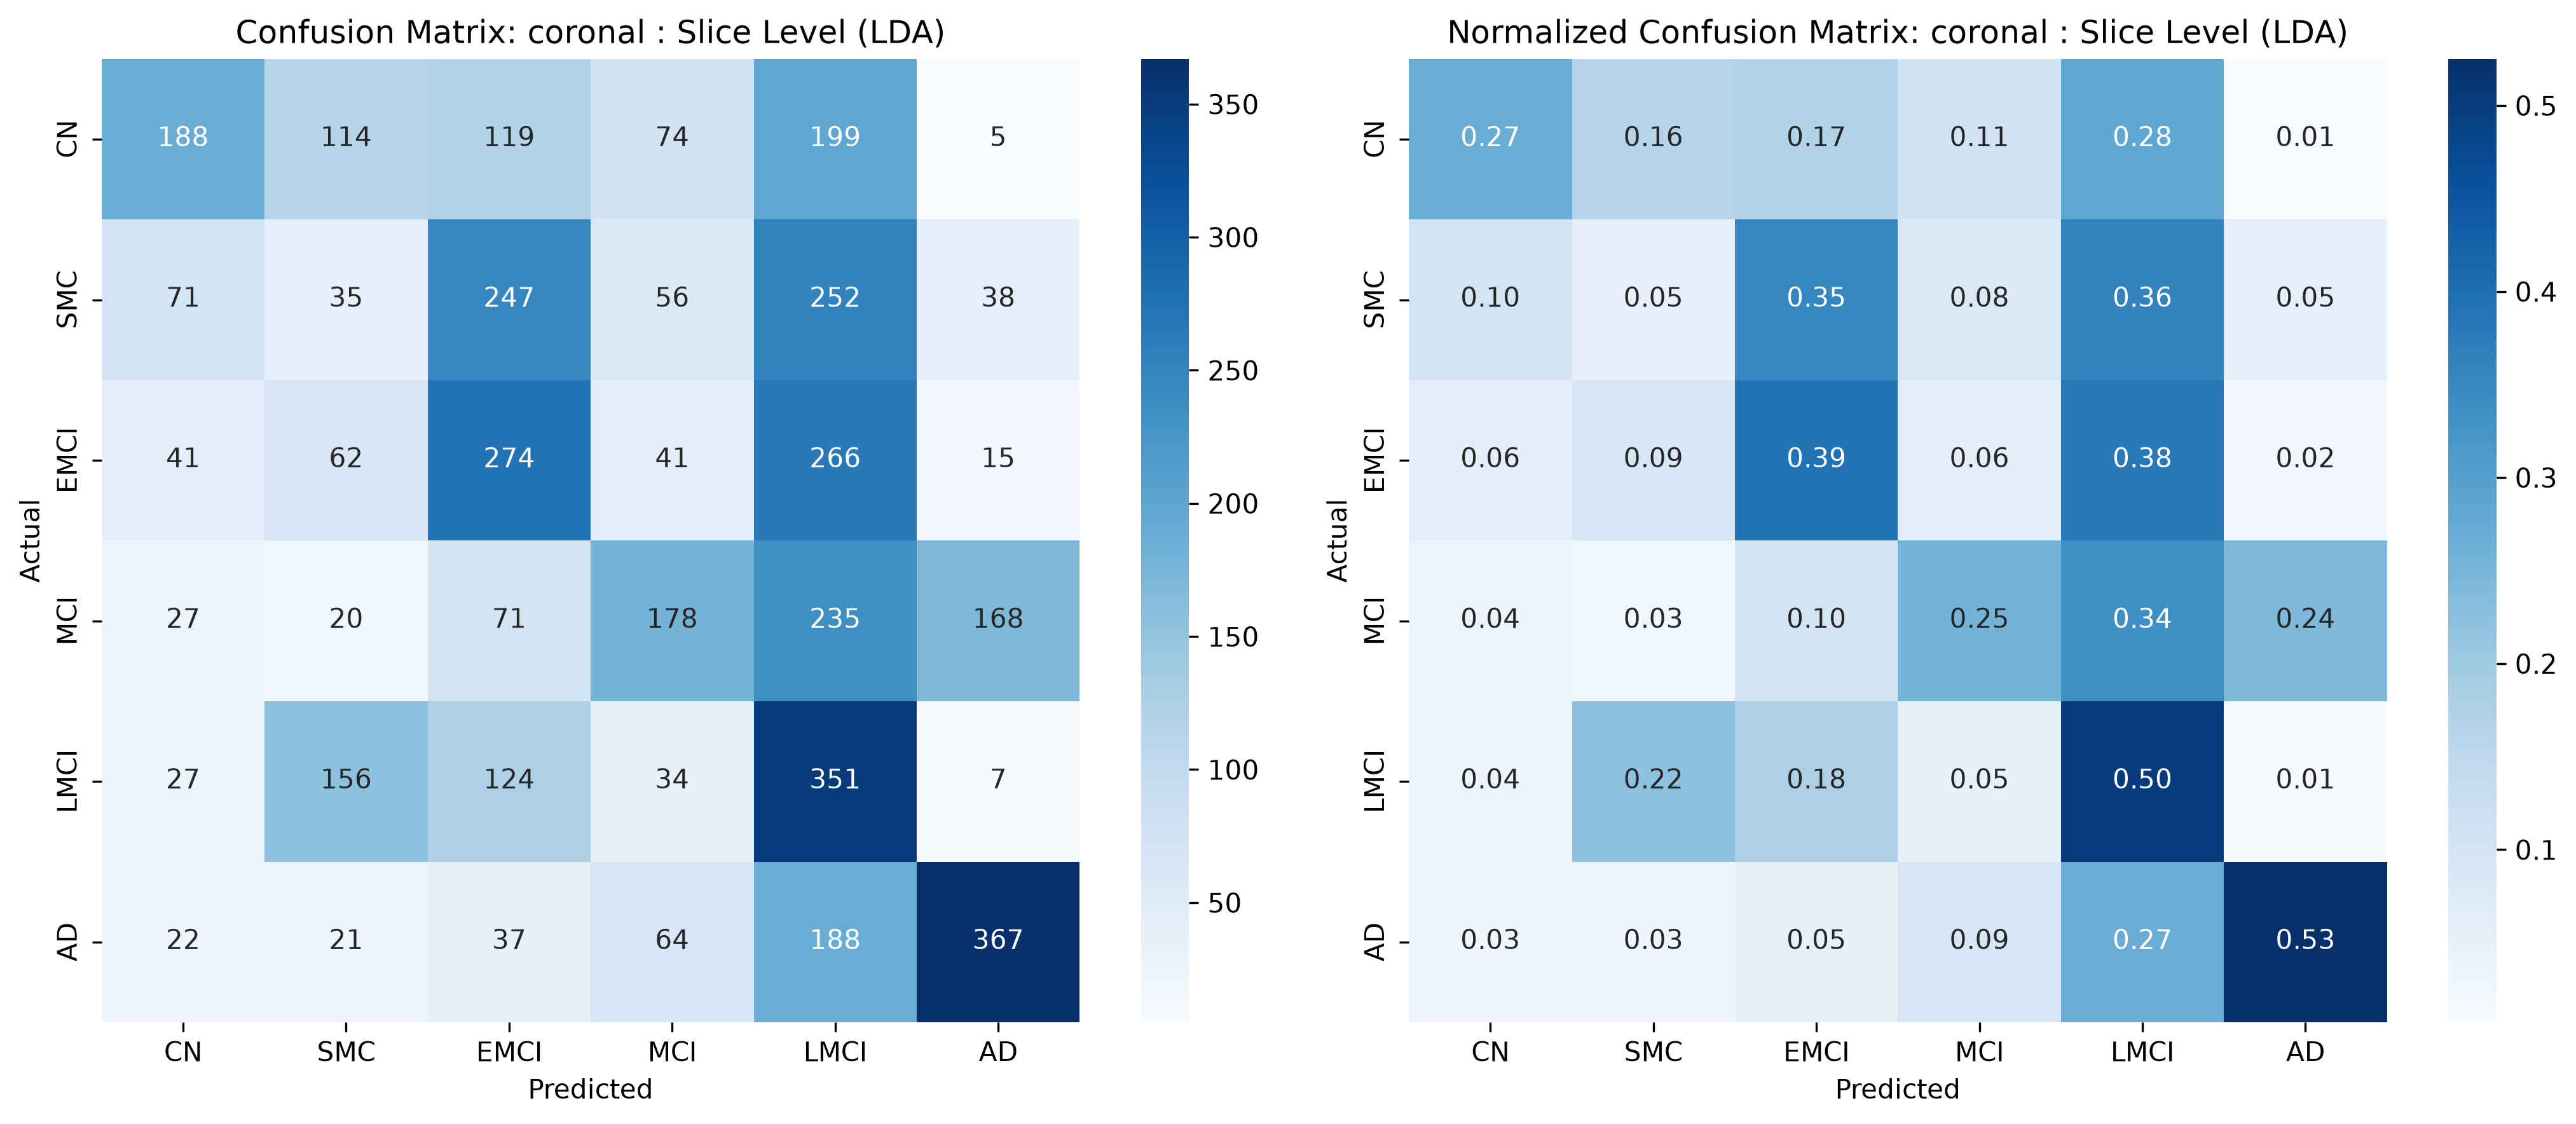 Confusion Matrix: coronal : Slice Level (LDA)
Actual
CN 188 114 119 74 199 5
SMC 71 35 247 56 252 38
EMCI 41 62 274 41 266 15
MCI 27 20 71 178 235 168
LMCI 27 156 124 34 351 7
AD 22 21 37 64 188 367
CN SMC EMCI MCI LMCI AD
Predicted
350
300
250
200
150
100
50
Normalized Confusion Matrix: coronal : Slice Level (LDA)
Actual
CN 0.27 0.16 0.17 0.11 0.28 0.01
SMC 0.10 0.05 0.35 0.08 0.36 0.05
EMCI 0.06 0.09 0.39 0.06 0.38 0.02
MCI 0.04 0.03 0.10 0.25 0.34 0.24
LMCI 0.04 0.22 0.18 0.05 0.50 0.01
AD 0.03 0.03 0.05 0.09 0.27 0.53
CN SMC EMCI MCI LMCI AD
Predicted
0.5
0.4
0.3
0.2
0.1